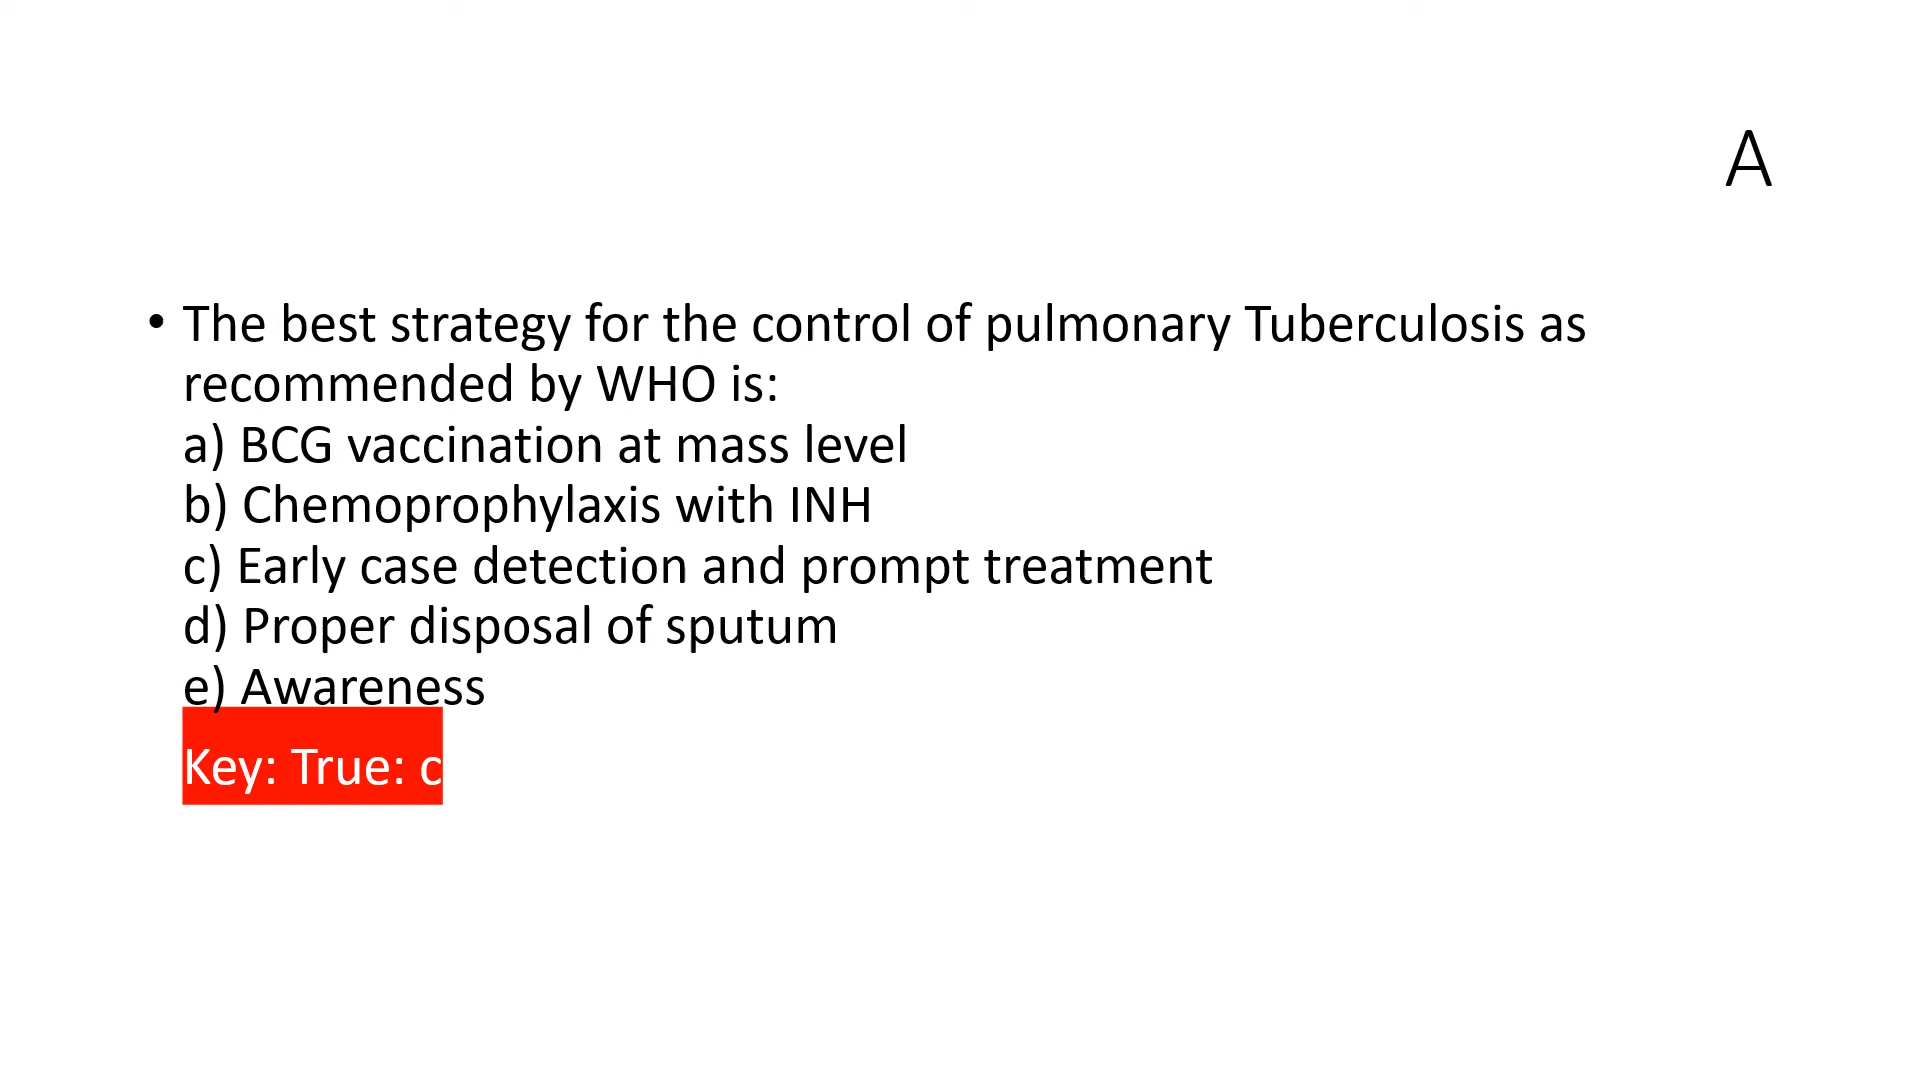 A
• The best strategy for the control of pulmonary Tuberculosis as
recommended by WHO is:
a) BCG vaccination at mass level
b) Chemoprophylaxis with INH
c) Early case detection and prompt treatment
d) Proper disposal of sputum
e) Awareness
Key: True: c